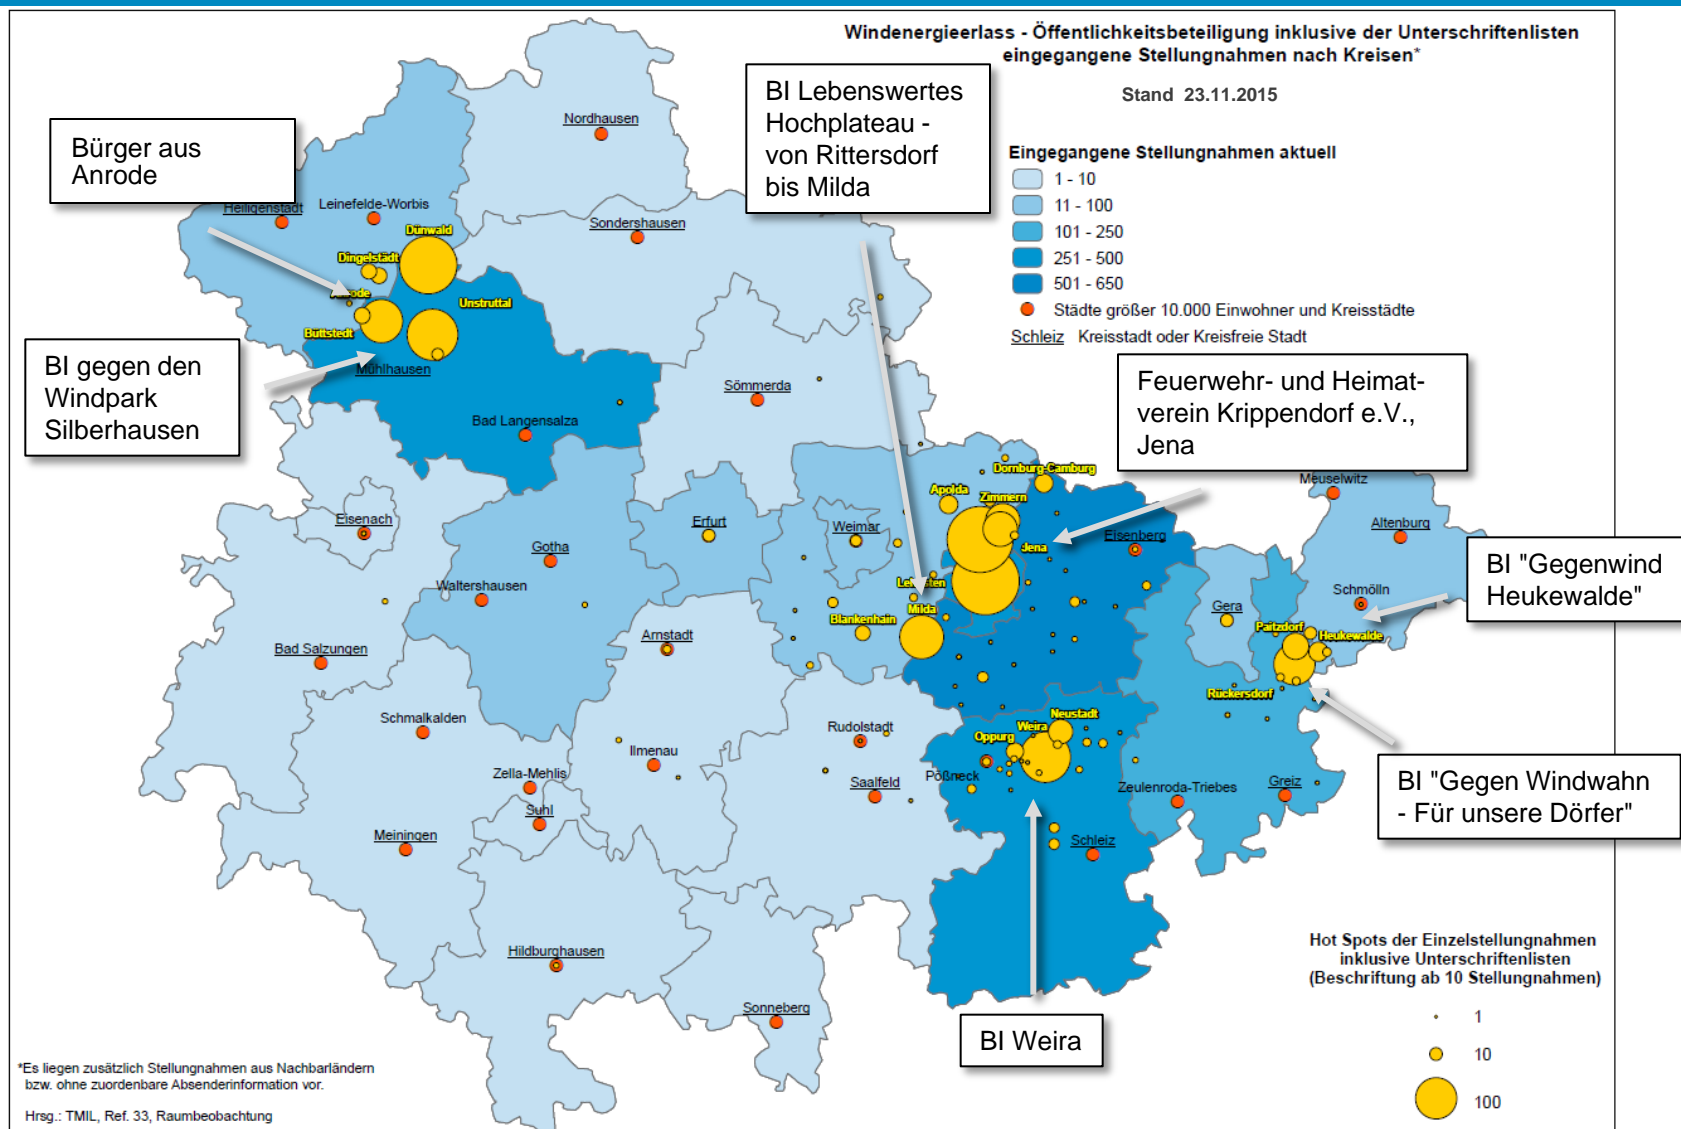 Windenergieerlass - Öffentlichkeitsbeteiligung inklusive der Unterschriftenlisten
eingegangene Stellungnahmen nach Kreisen*
Stand 23.11.2015
Eingegangene Stellungnahmen aktuell
1 - 10
11 - 100
101 - 250
251 - 500
501 - 650
Städte größer 10.000 Einwohner und Kreisstädte
Schleiz Kreisstadt oder Kreisfreie Stadt
BI Lebenswertes
Hochplateau -
von Rittersdorf
bis Milda
Bürger aus
Anrode
BI gegen den
Windpark
Silberhausen
Feuerwehr- und Heimat-
verein Krippendorf e.V.,
Jena
BI "Gegenwind
Heukewalde"
BI "Gegen Windwahn
- Für unsere Dörfer"
BI Weira
Nordhausen
Heiligenstadt
Leinefelde-Worbis
Sondershausen
Dünwald
Dingelstädt
Anrode
Unstruttal
Büttstedt
Mühlhausen
Sömmerda
Bad Langensalza
Dornburg-Camburg
Apolda
Zimmern
Meuselwitz
Altenburg
Eisenach
Erfurt
Weimar
Jena
Eisenberg
Gotha
Waltershausen
Milda
Blankenhain
Gera
Schmölln
Paitzdorf
Heukewalde
Arnstadt
Bad Salzungen
Rückersdorf
Schmalkalden
Rudolstadt
Neustadt
Weira
Oppurg
Ilmenau
Zella-Mehlis
Pößneck
Saalfeld
Zeulenroda-Triebes
Greiz
Suhl
Meiningen
Schleiz
Hildburghausen
Sonneberg
Hot Spots der Einzelstellungnahmen
inklusive Unterschriftenlisten
(Beschriftung ab 10 Stellungnahmen)
1
10
100
*Es liegen zusätzlich Stellungnahmen aus Nachbarländern
bzw. ohne zuordenbare Absenderinformation vor.
Hrsg.: TMIL, Ref. 33, Raumbeobachtung